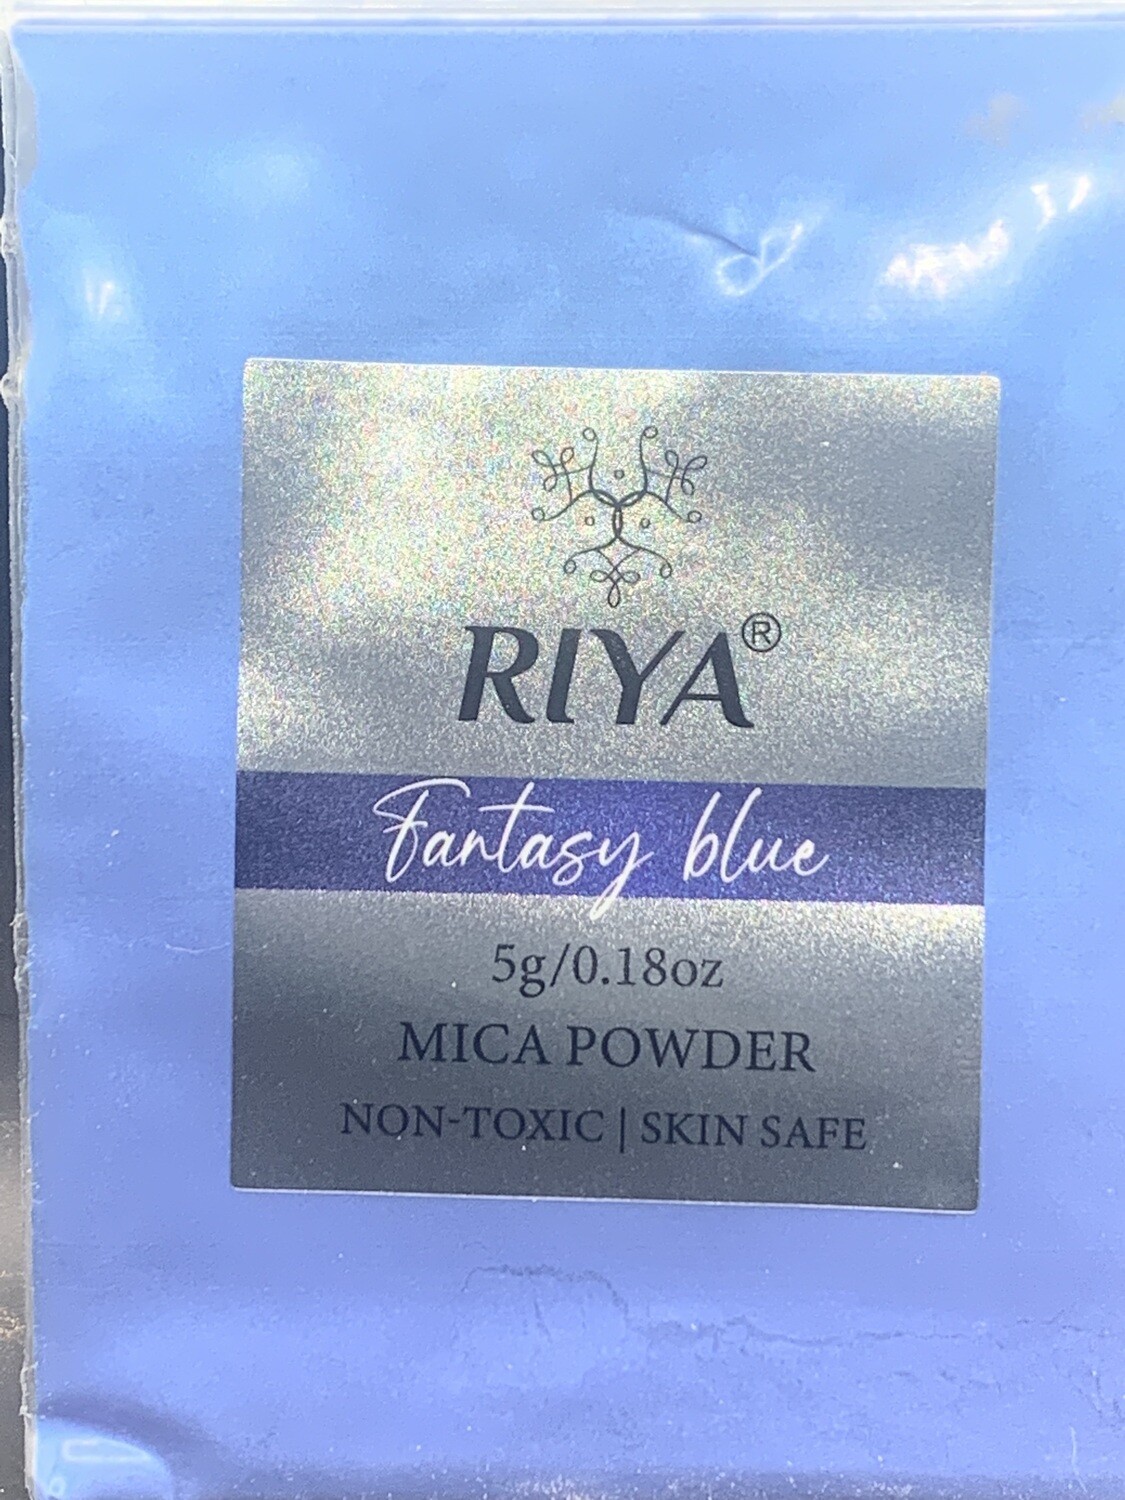 RIYA®
Fantasy blue
5g/0.18oz
MICA POWDER
NON-TOXIC | SKIN SAFE